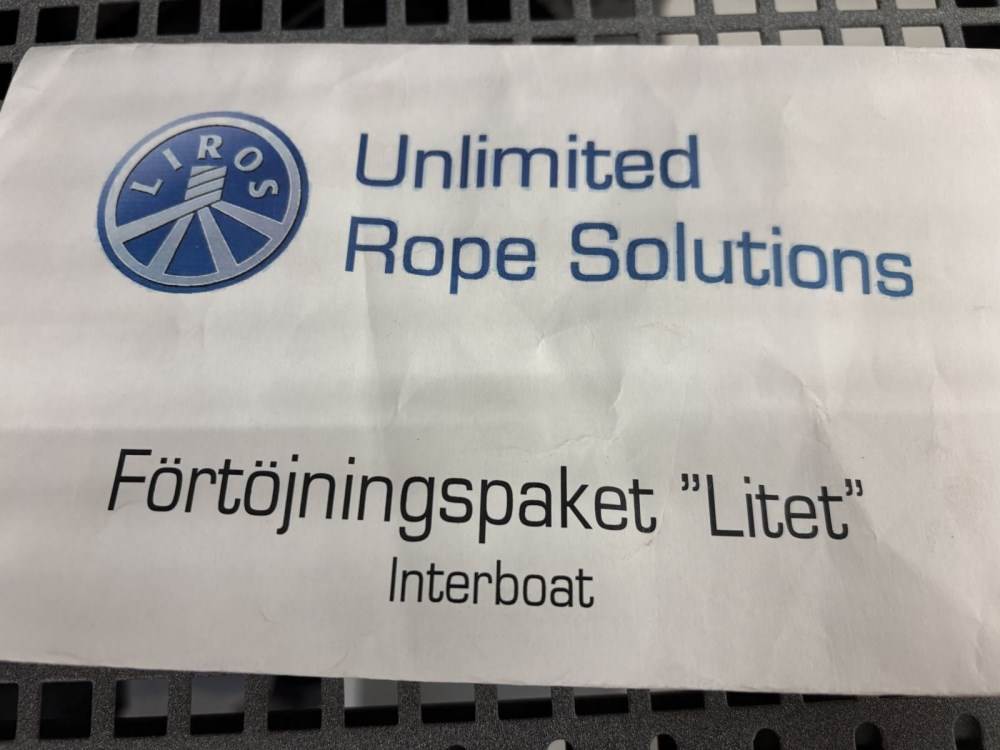 LIROS
Unlimited
Rope Solutions
Förtöjningspaket ”Litet”
Interboat